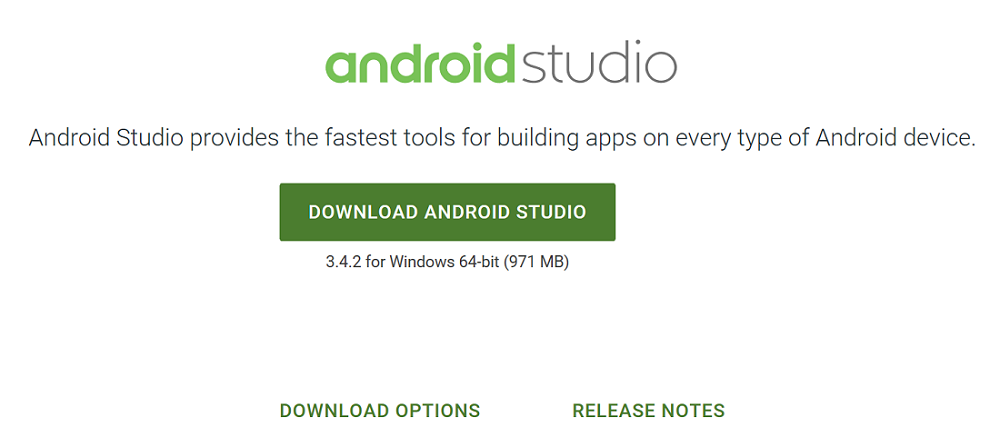 androidstudio
Android Studio provides the fastest tools for building apps on every type of Android device.
DOWNLOAD ANDROID STUDIO
3.4.2 for Windows 64-bit (971 MB)
DOWNLOAD OPTIONS
RELEASE NOTES